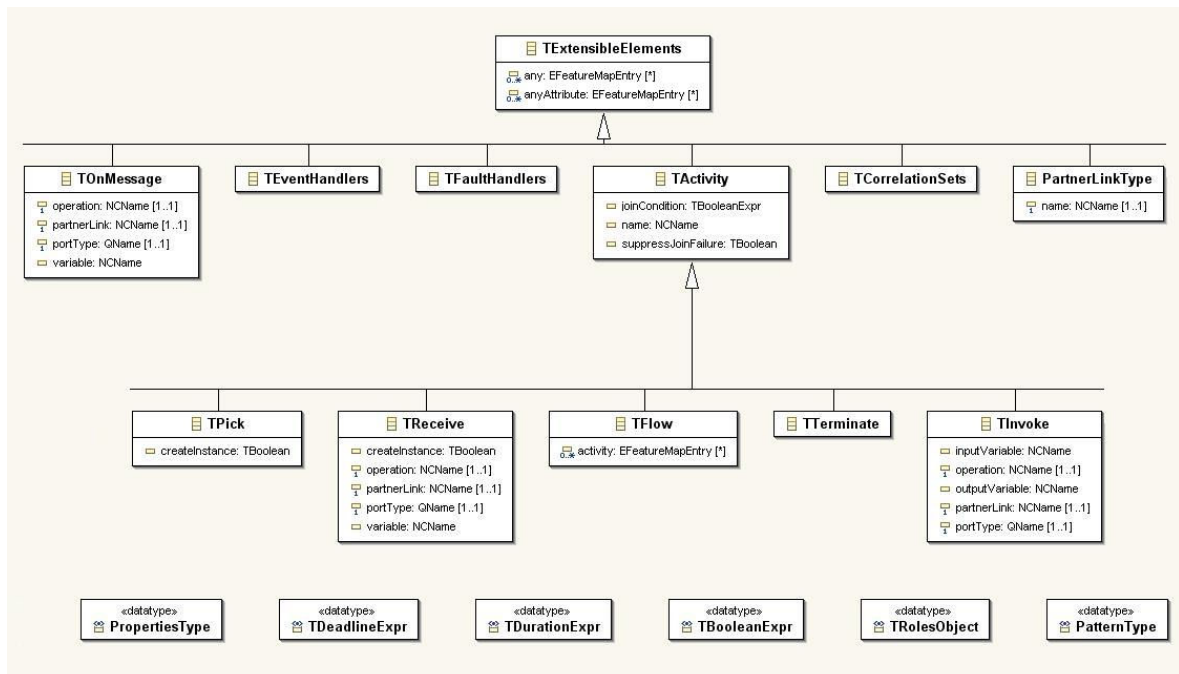 TExtensibleElements
any: EFeatureMapEntry [*]
anyAttribute: EFeatureMapEntry [*]
TOnMessage
operation: NCName [1..1]
partnerLink: NCName [1..1]
portType: QName [1..1]
variable: NCName
TEventHandlers
TFaultHandlers
TActivity
joinCondition: TBooleanExpr
name: NCName
suppressJoinFailure: TBoolean
TCorrelationSets
PartnerLinkType
name: NCName [1..1]
TPick
createInstance: TBoolean
TReceive
createInstance: TBoolean
operation: NCName [1..1]
partnerLink: NCName [1..1]
portType: QName [1..1]
variable: NCName
TFlow
activity: EFeatureMapEntry [*]
TTerminate
TInvoke
inputVariable: NCName
operation: NCName [1..1]
outputVariable: NCName
partnerLink: NCName [1..1]
portType: QName [1..1]
«datatype»
PropertiesType
«datatype»
TDeadlineExpr
«datatype»
TDurationExpr
«datatype»
TBooleanExpr
«datatype»
TRolesObject
«datatype»
PatternType